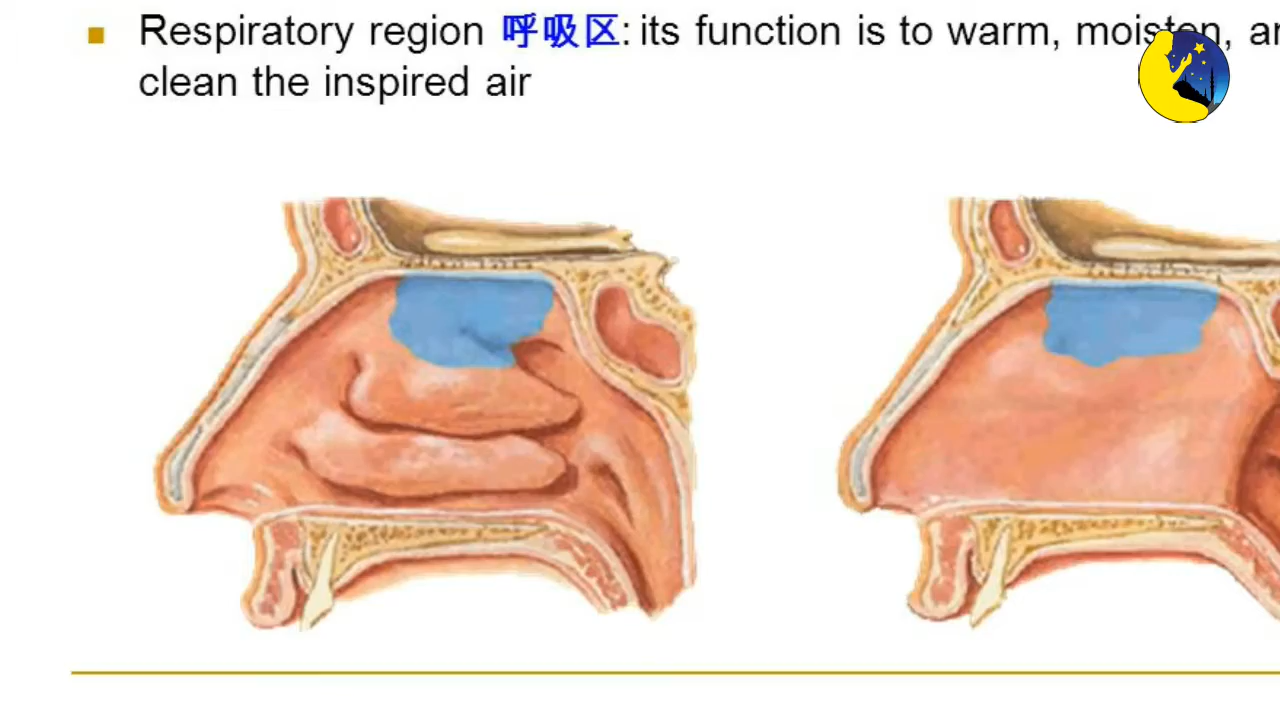 Respiratory region 呼吸区: its function is to warm, moisten,
clean the inspired air